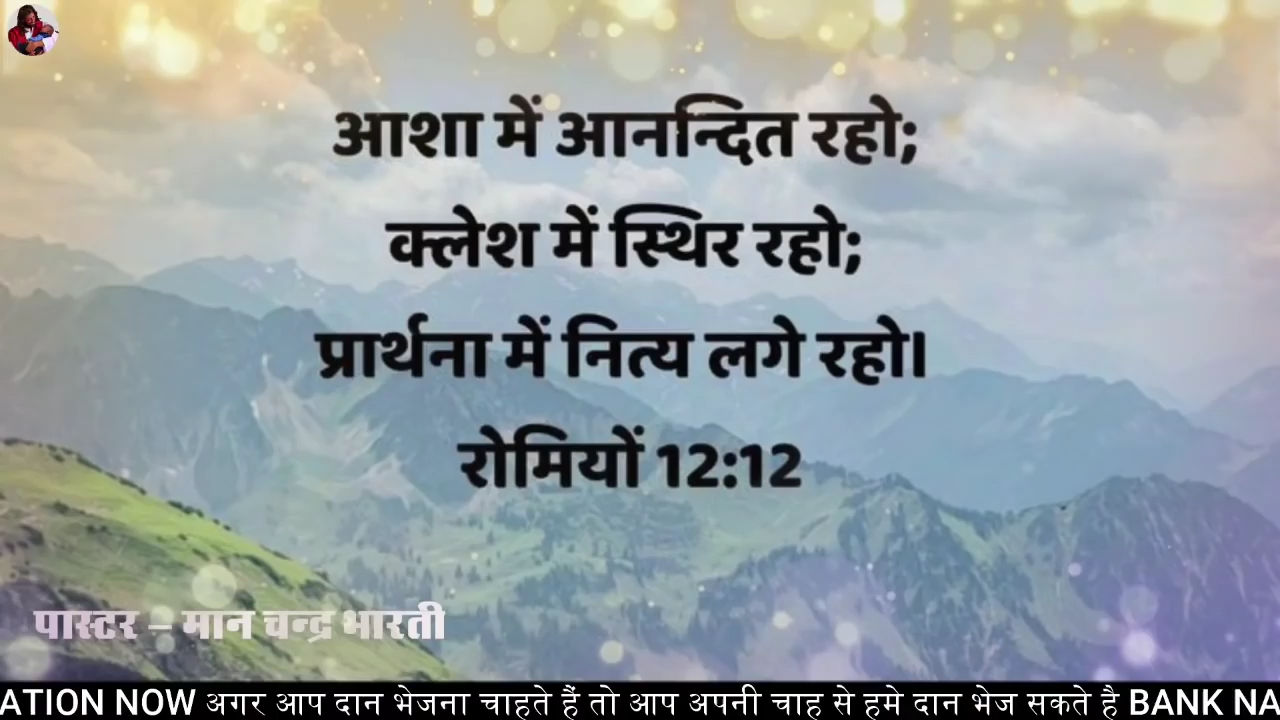 आशा में आनन्दित रहो;
क्लेश में स्थिर रहो;
प्रार्थना में नित्य लगे रहो।
रोमियों 12:12
पास्टर – मान चन्द्र भारती
ATION NOW अगर आप दान भेजना चाहते हैं तो आप अपनी चाह से हमे दान भेज सकते है BANK NA